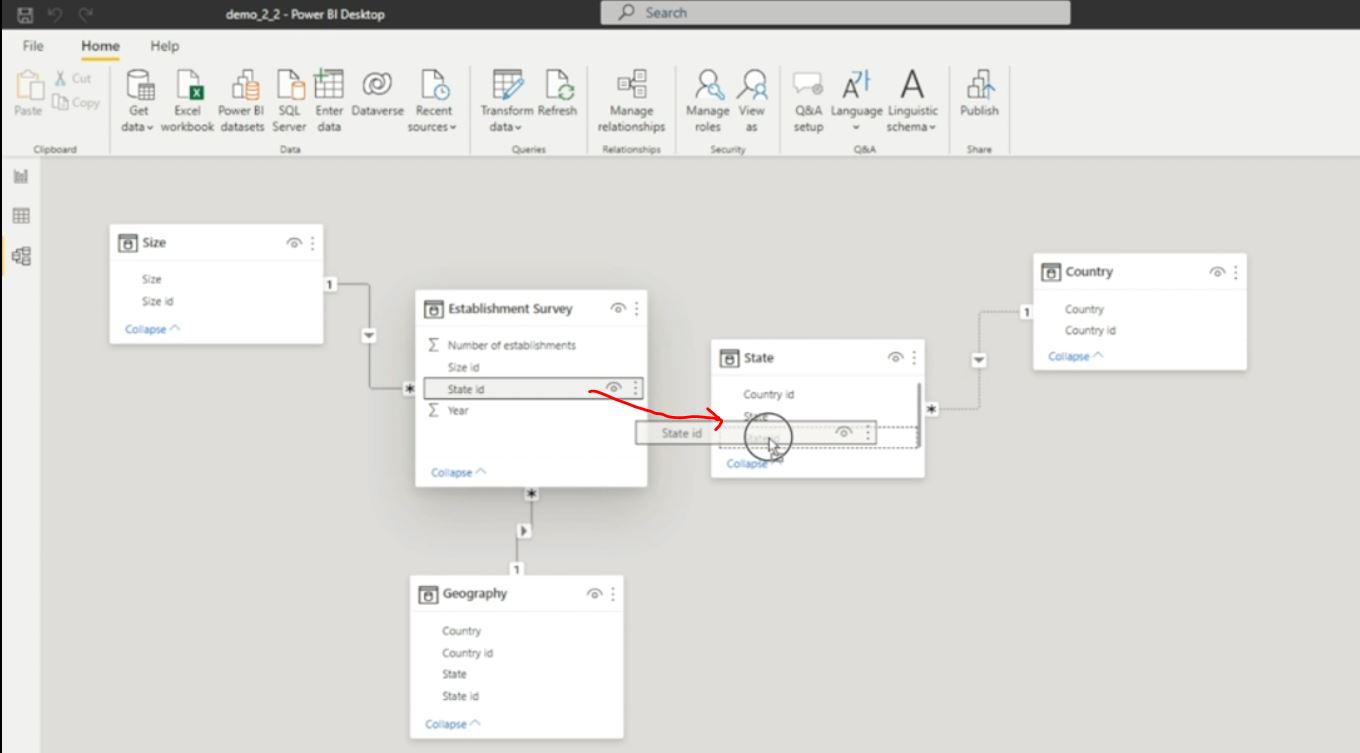 demo_2_2 - Power BI Desktop
Search
File Home Help
Paste
Cut
Copy
Clipboard
Get data
Excel workbook
Power BI datasets
SQL Server
Enter data
Dataverse
Recent sources
Data
Transform data
Refresh
Queries
Manage relationships
Relationships
Manage roles
View as
Security
Q&A setup
Language
Linguistic schema
Q&A
Publish
Share
Size
Size
Size id
Collapse
1
*
Establishment Survey
Number of establishments
Size id
State id
Year
Collapse
*
1
State
Country id
State
State id
Collapse
*
1
Country
Country
Country id
Collapse
Geography
Country
Country id
State
State id
Collapse